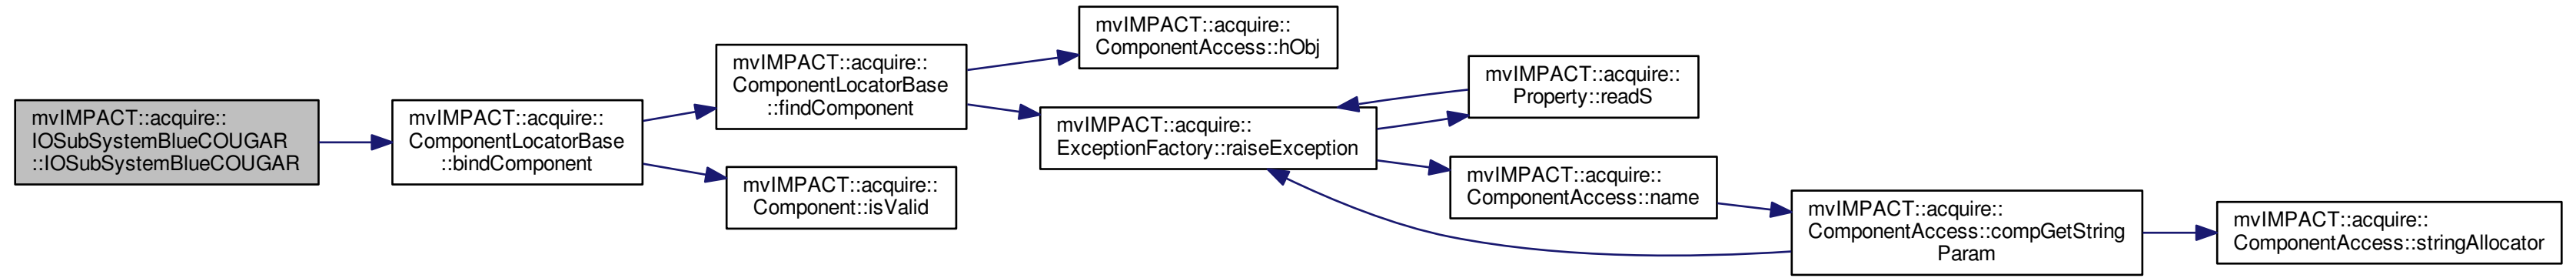 mvIMPACT::acquire::
IOSubSystemBlueCOUGAR
::IOSubSystemBlueCOUGAR
mvIMPACT::acquire::
ComponentLocatorBase
::bindComponent
mvIMPACT::acquire::
ComponentLocatorBase
::findComponent
mvIMPACT::acquire::
Component::isValid
mvIMPACT::acquire::
ComponentAccess::hObj
mvIMPACT::acquire::
ExceptionFactory::raiseException
mvIMPACT::acquire::
Property::readS
mvIMPACT::acquire::
ComponentAccess::name
mvIMPACT::acquire::
ComponentAccess::compGetString
Param
mvIMPACT::acquire::
ComponentAccess::stringAllocator